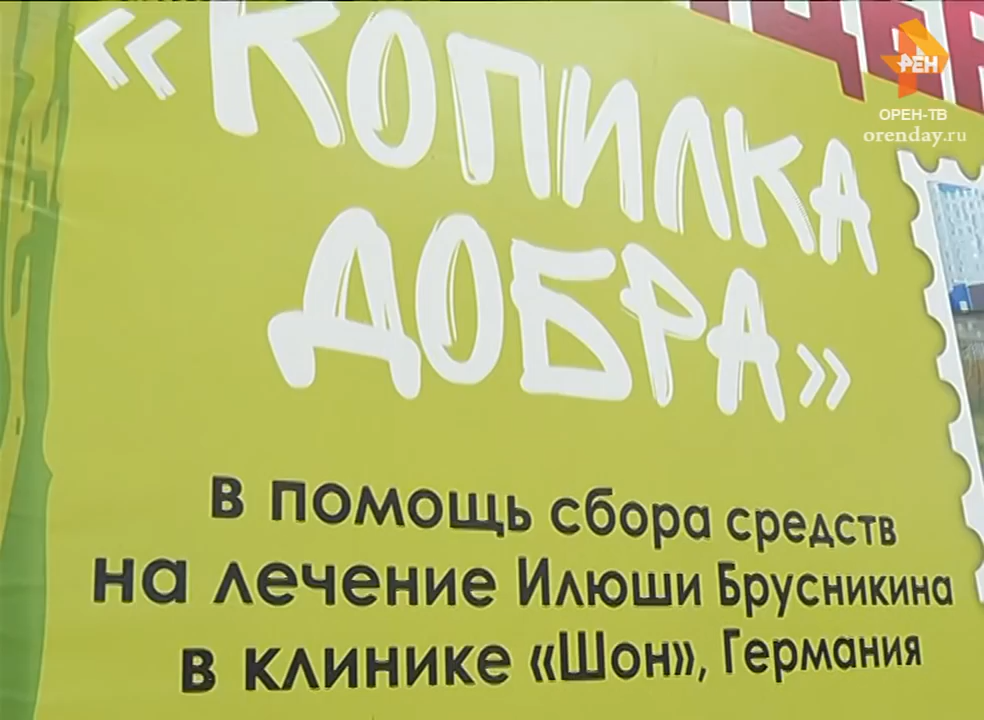 «КОПИЛКА
ДОБРА»
в помощь сбора средств
на лечение Илюши Брусникина
в клинике «Шон», Германия
РЕН
ОРЕН-ТВ
orenday.ru